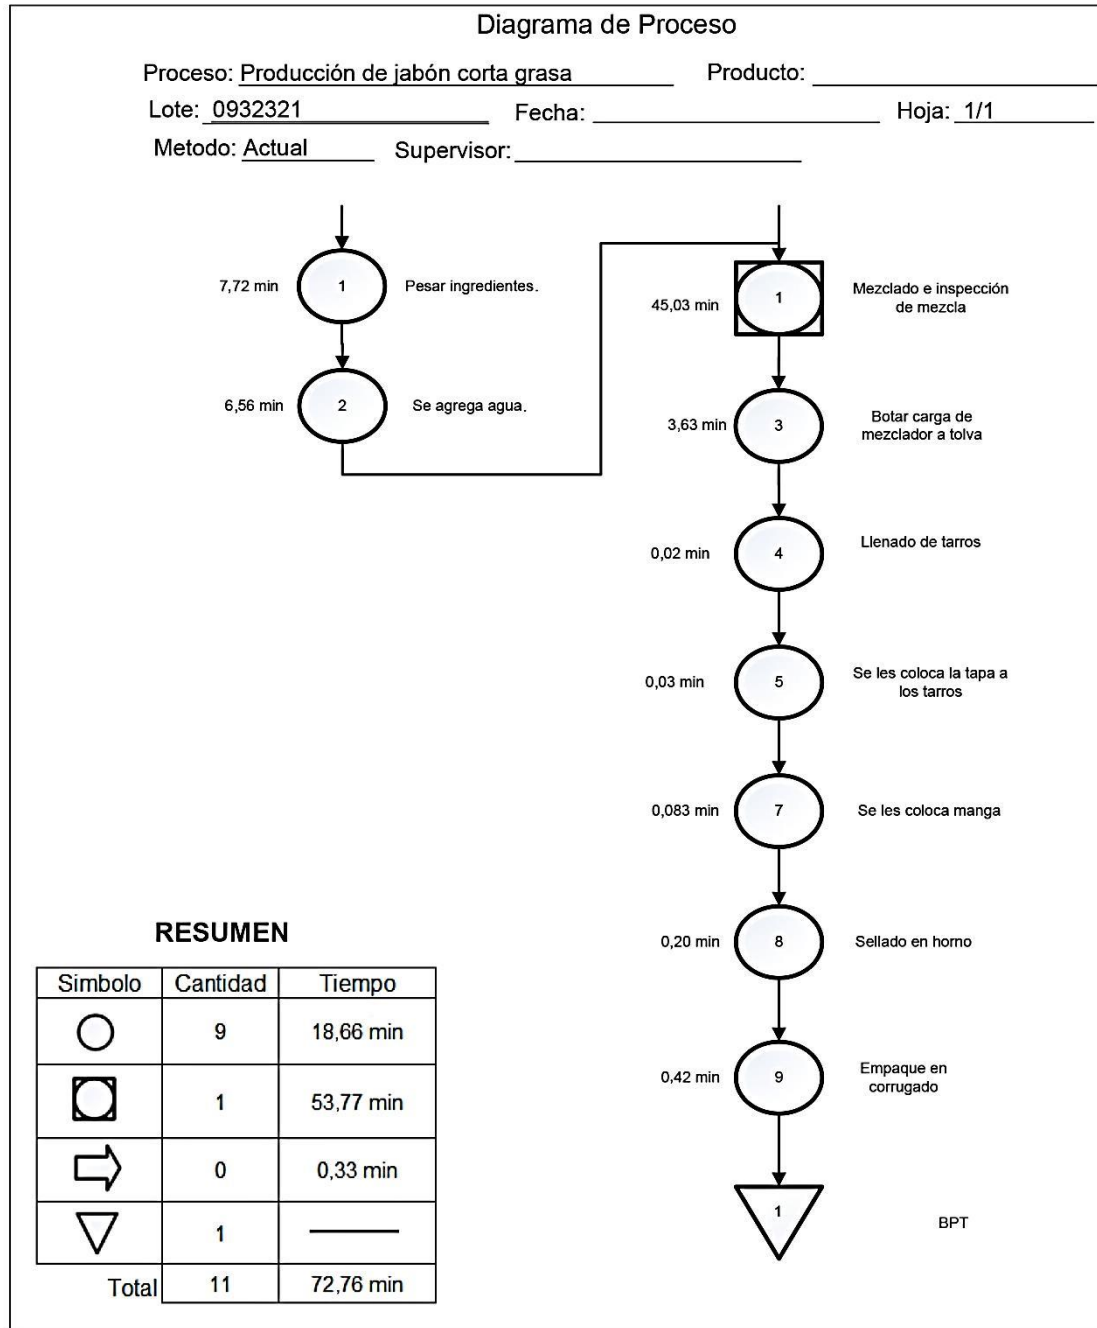 Diagrama de Proceso
Proceso: Producción de jabón corta grasa Producto:
Lote: 0932321 Fecha: Hoja: 1/1
Metodo: Actual Supervisor:
7,72 min 1 Pesar ingredientes.
6,56 min 2 Se agrega agua.
45,03 min 1 Mezclado e inspección
de mezcla
3,63 min 3 Botar carga de
mezclador a tolva
0,02 min 4 Llenado de tarros
0,03 min 5 Se les coloca la tapa a
los tarros
0,083 min 7 Se les coloca manga
0,20 min 8 Sellado en horno
0,42 min 9 Empaque en
corrugado
1 BPT
RESUMEN
Simbolo Cantidad Tiempo
9 18,66 min
1 53,77 min
0 0,33 min
1
Total 11 72,76 min